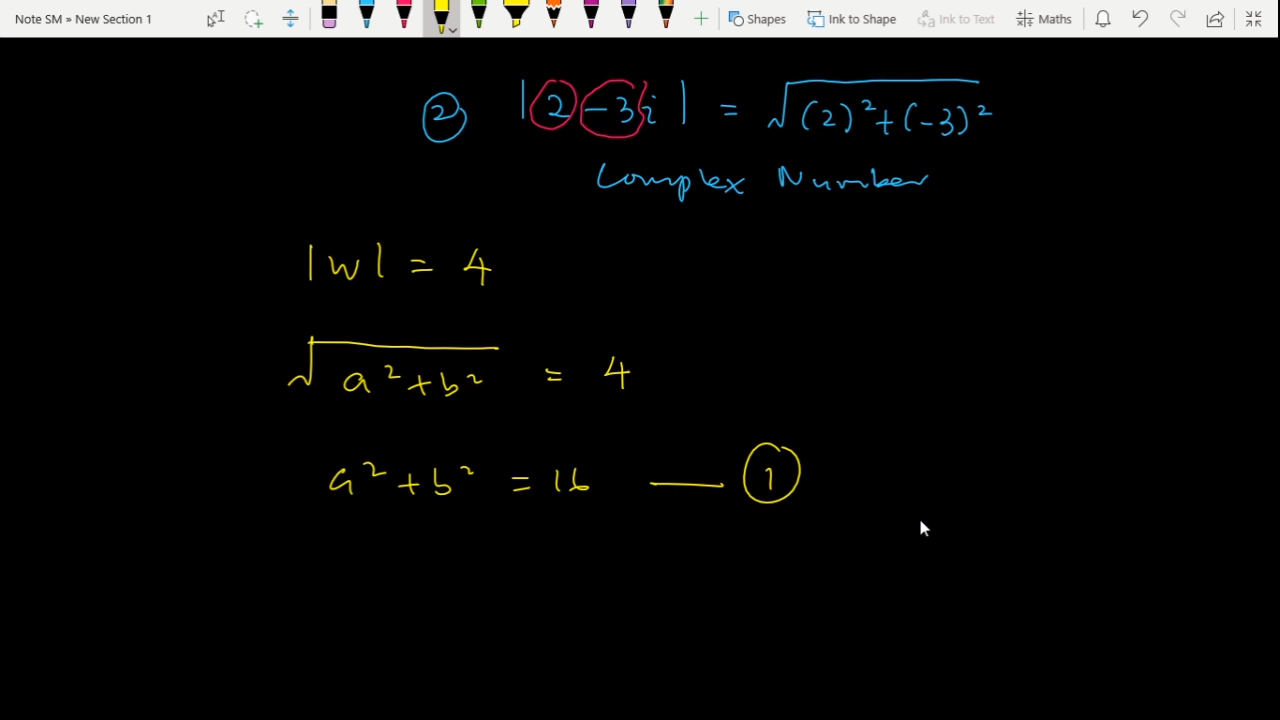 Note SM » New Section 1 Shapes Ink to Shape Ink to Text Maths
② |2-3i| = √((2)²+(-3)²)
Complex Number
|w| = 4
√(a²+b²) = 4
a²+b² = 16 —— ①